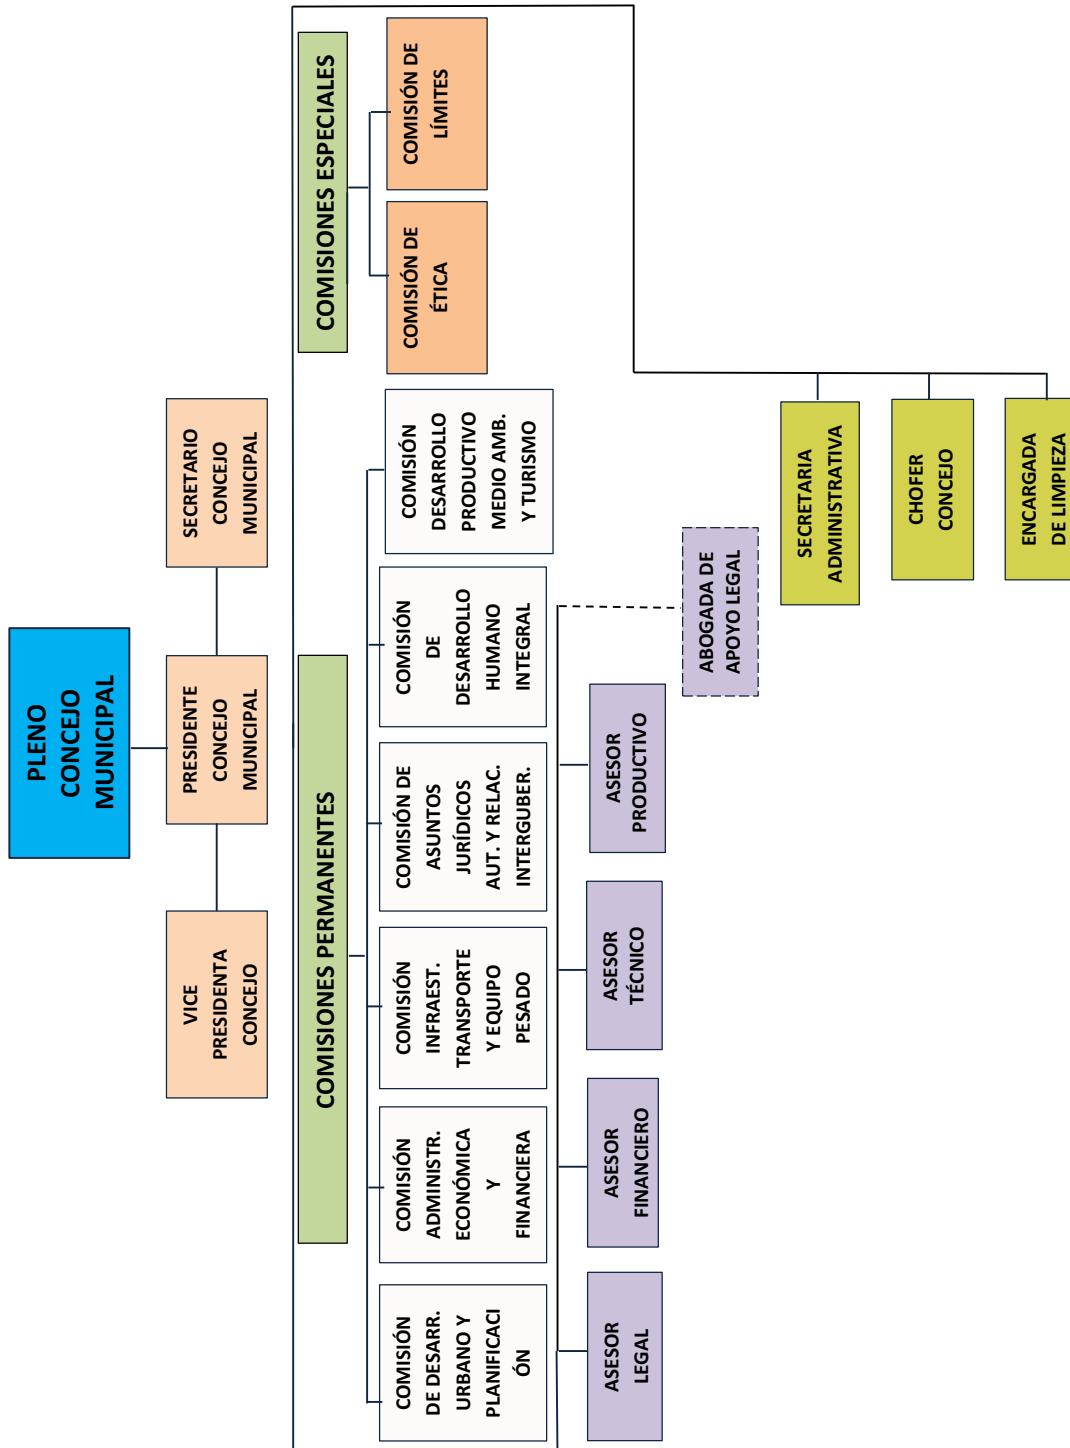 PLENO
CONCEJO
MUNICIPAL
VICE
PRESIDENTA
CONCEJO
PRESIDENTE
CONCEJO
MUNICIPAL
SECRETARIO
CONCEJO
MUNICIPAL
COMISIONES PERMANENTES
COMISIONES ESPECIALES
COMISIÓN
DE DESARR.
URBANO Y
PLANIFICACI
ÓN
COMISIÓN
ADMINISTR.
ECONÓMICA
Y
FINANCIERA
COMISIÓN
INFRAEST.
TRANSPORTE
Y EQUIPO
PESADO
COMISIÓN DE
ASUNTOS
JURÍDICOS
AUT. Y RELAC.
INTERGUBER.
COMISIÓN
DE
DESARROLLO
HUMANO
INTEGRAL
COMISIÓN
DESARROLLO
PRODUCTIVO
MEDIO AMB.
Y TURISMO
COMISIÓN DE
ÉTICA
COMISIÓN DE
LÍMITES
ASESOR
LEGAL
ASESOR
FINANCIERO
ASESOR
TÉCNICO
ASESOR
PRODUCTIVO
ABOGADA DE
APOYO LEGAL
SECRETARIA
ADMINISTRATIVA
CHOFER
CONCEJO
ENCARGADA
DE LIMPIEZA